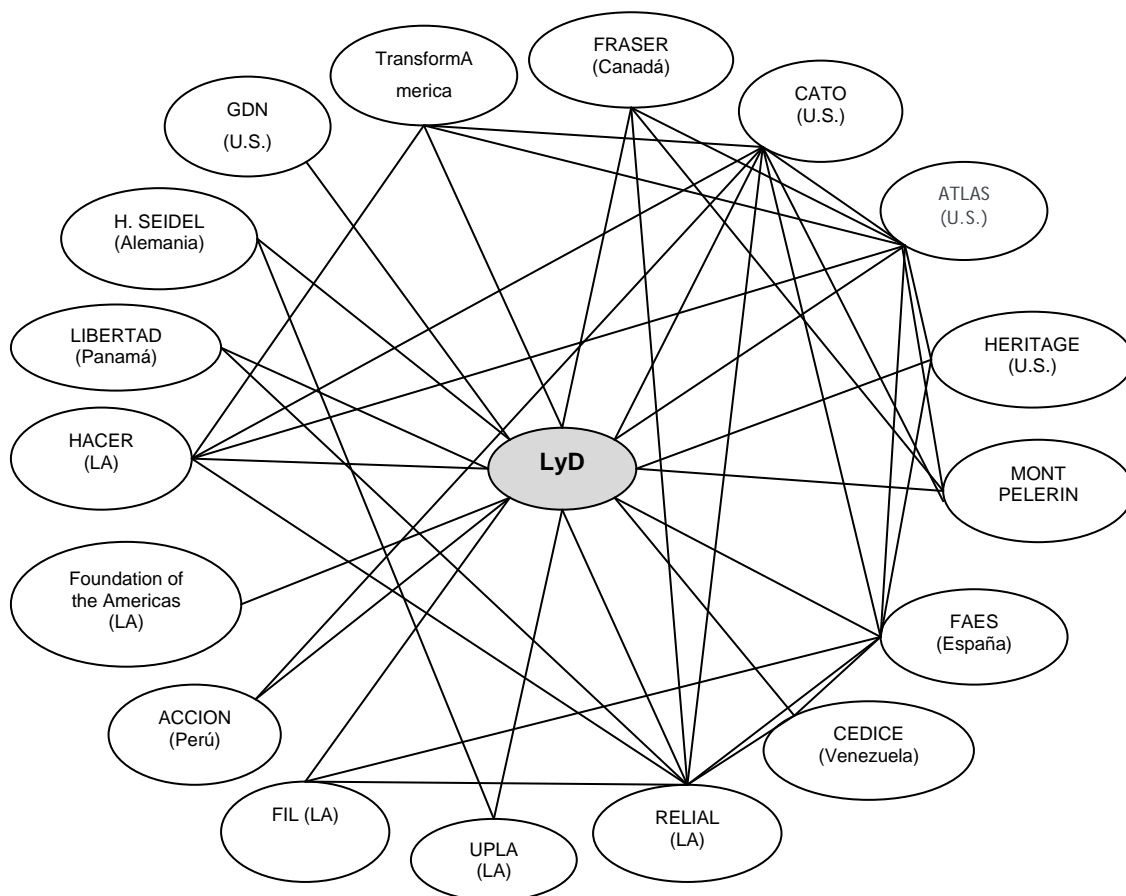 FRASER
(Canadá)
TransformA
merica
CATO
(U.S.)
GDN
(U.S.)
ATLAS
(U.S.)
H. SEIDEL
(Alemania)
LIBERTAD
(Panamá)
HERITAGE
(U.S.)
HACER
(LA)
LyD
MONT
PELERIN
Foundation of
the Americas
(LA)
FAES
(España)
ACCION
(Perú)
CEDICE
(Venezuela)
FIL (LA)
RELIAL
(LA)
UPLA
(LA)